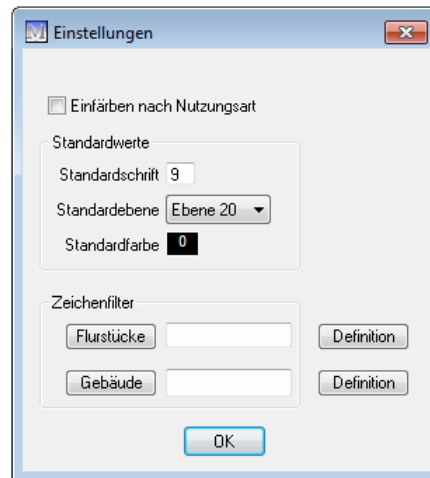 Einstellungen
Einfärben nach Nutzungsart
Standardwerte
Standardschrift 9
Standardebene Ebene 20
Standardfarbe 0
Zeichenfilter
Flurstücke Definition
Gebäude Definition
OK